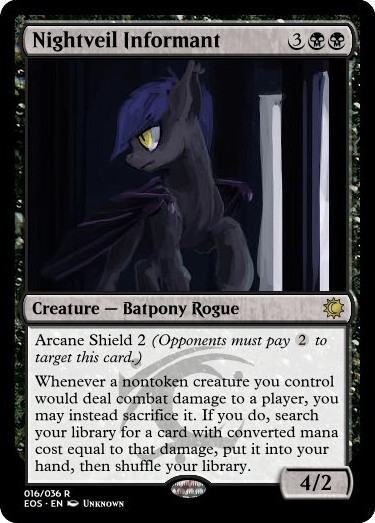 Nightveil Informant 3
Creature — Batpony Rogue
Arcane Shield 2 (Opponents must pay 2 to
target this card.)
Whenever a nontoken creature you control
would deal combat damage to a player, you
may instead sacrifice it. If you do, search
your library for a card with converted mana
cost equal to that damage, put it into your
hand, then shuffle your library.
4/2
016/036 R
EOS • EN Unknown